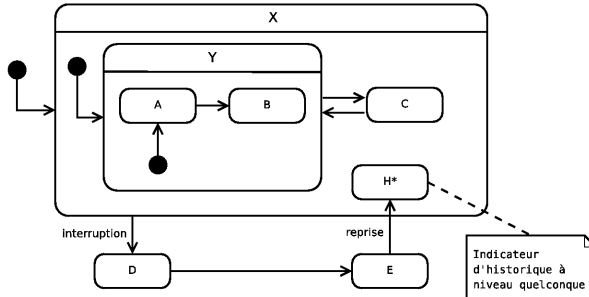 X
Y
A
B
C
H*
interruption
reprise
D
E
Indicateur
d'historique à
niveau quelconque